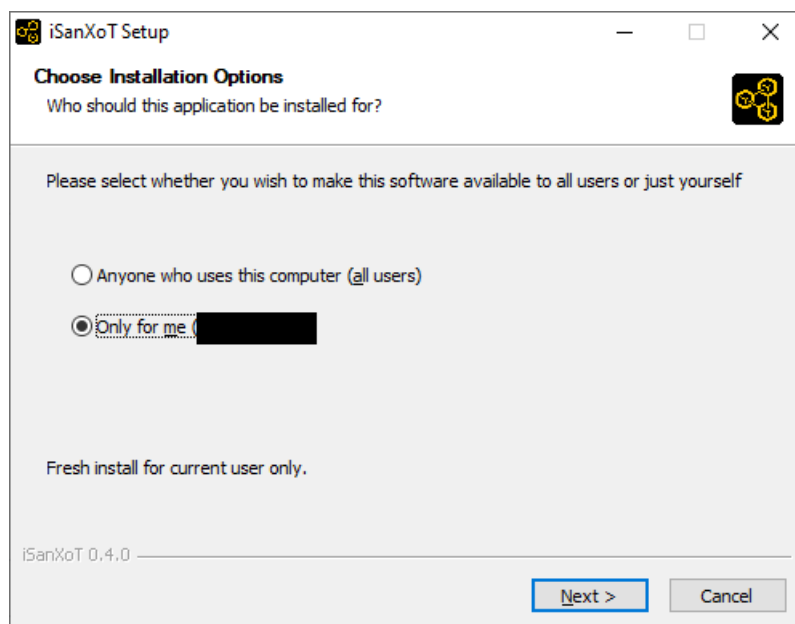 iSanXoT Setup
Choose Installation Options
Who should this application be installed for?
Please select whether you wish to make this software available to all users or just yourself
Anyone who uses this computer (all users)
Only for me (
Fresh install for current user only.
iSanXoT 0.4.0
Next >
Cancel